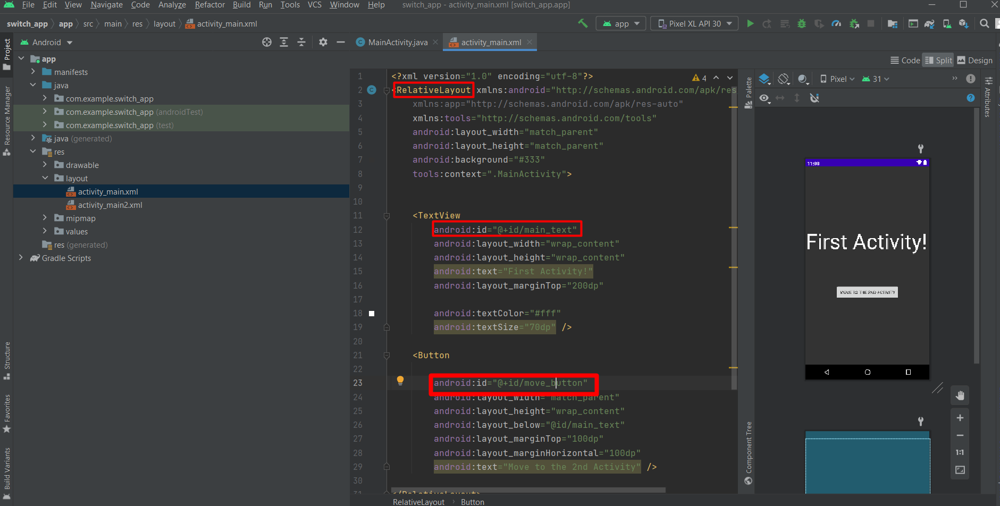 File Edit View Navigate Code Analyze Refactor Build Run Tools VCS Window Help switch_app - activity_main.xml [switch_app.app]
switch_app app src main res layout activity_main.xml app Pixel XL API 30
Android MainActivity.java activity_main.xml
Code Split Design
Project
Resource Manager
Structure
Favorites
Build Variants
app
manifests
java
com.example.switch_app
com.example.switch_app (androidTest)
com.example.switch_app (test)
java (generated)
res
drawable
layout
activity_main.xml
activity_main2.xml
mipmap
values
res (generated)
Gradle Scripts
1 <?xml version="1.0" encoding="utf-8"?> 4
2 <RelativeLayout xmlns:android="http://schemas.android.com/apk/res
3 xmlns:app="http://schemas.android.com/apk/res-auto"
4 xmlns:tools="http://schemas.android.com/tools"
5 android:layout_width="match_parent"
6 android:layout_height="match_parent"
7 android:background="#333"
8 tools:context=".MainActivity">
9
10
11 <TextView
12 android:id="@+id/main_text"
13 android:layout_width="wrap_content"
14 android:layout_height="wrap_content"
15 android:text="First Activity!"
16 android:layout_marginTop="200dp"
17
18 android:textColor="#fff"
19 android:textSize="70dp" />
20
21 <Button
22
23 android:id="@+id/move_button"
24 android:layout_width="match_parent"
25 android:layout_height="wrap_content"
26 android:layout_below="@id/main_text"
27 android:layout_marginTop="100dp"
28 android:layout_marginHorizontal="100dp"
29 android:text="Move to the 2nd Activity" />
30
31 </RelativeLayout>
RelativeLayout Button
Palette
Component Tree
Pixel 31
Attributes
11:00
First Activity!
MOVE TO THE 2ND ACTIVITY
1:1